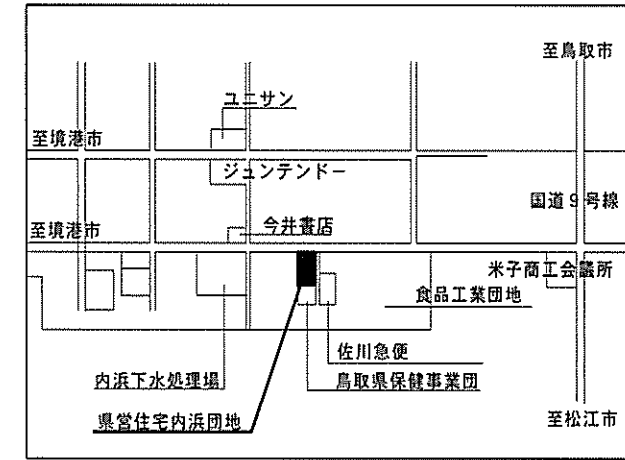 至鳥取市
ユニサン
至境港市
ジュンテンドー
国道9号線
至境港市
今井書店
米子商工会議所
食品工業団地
佐川急便
内浜下水処理場
鳥取県保健事業団
県営住宅内浜団地
至松江市